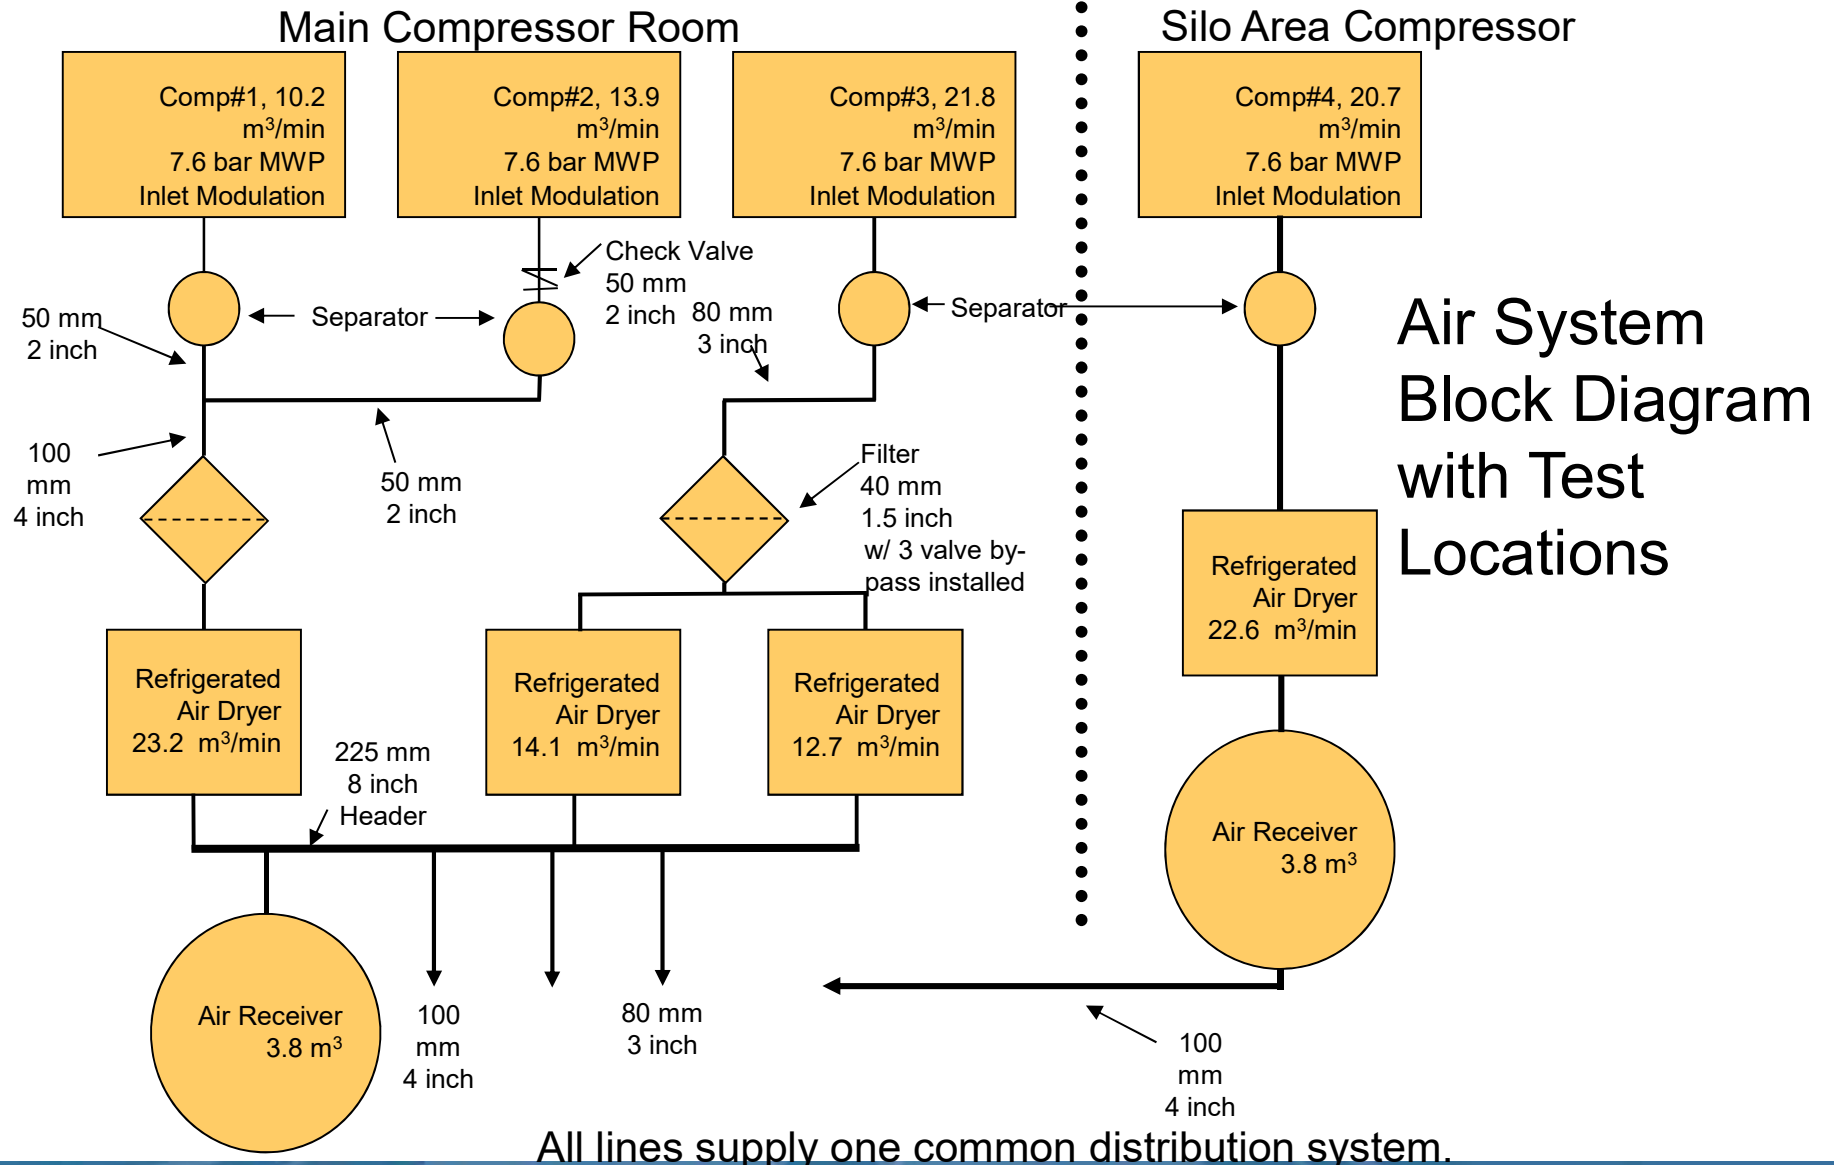 Main Compressor Room
Silo Area Compressor
Comp#1, 10.2
m³/min
7.6 bar MWP
Inlet Modulation
Comp#2, 13.9
m³/min
7.6 bar MWP
Inlet Modulation
Comp#3, 21.8
m³/min
7.6 bar MWP
Inlet Modulation
Comp#4, 20.7
m³/min
7.6 bar MWP
Inlet Modulation
Check Valve
50 mm
2 inch
50 mm
2 inch
Separator
80 mm
3 inch
Separator
Air System
Block Diagram
with Test
Locations
100
mm
4 inch
50 mm
2 inch
Filter
40 mm
1.5 inch
w/ 3 valve by-
pass installed
Refrigerated
Air Dryer
23.2 m³/min
Refrigerated
Air Dryer
14.1 m³/min
Refrigerated
Air Dryer
12.7 m³/min
Refrigerated
Air Dryer
22.6 m³/min
225 mm
8 inch
Header
Air Receiver
3.8 m³
Air Receiver
3.8 m³
100
mm
4 inch
80 mm
3 inch
100
mm
4 inch
All lines supply one common distribution system.